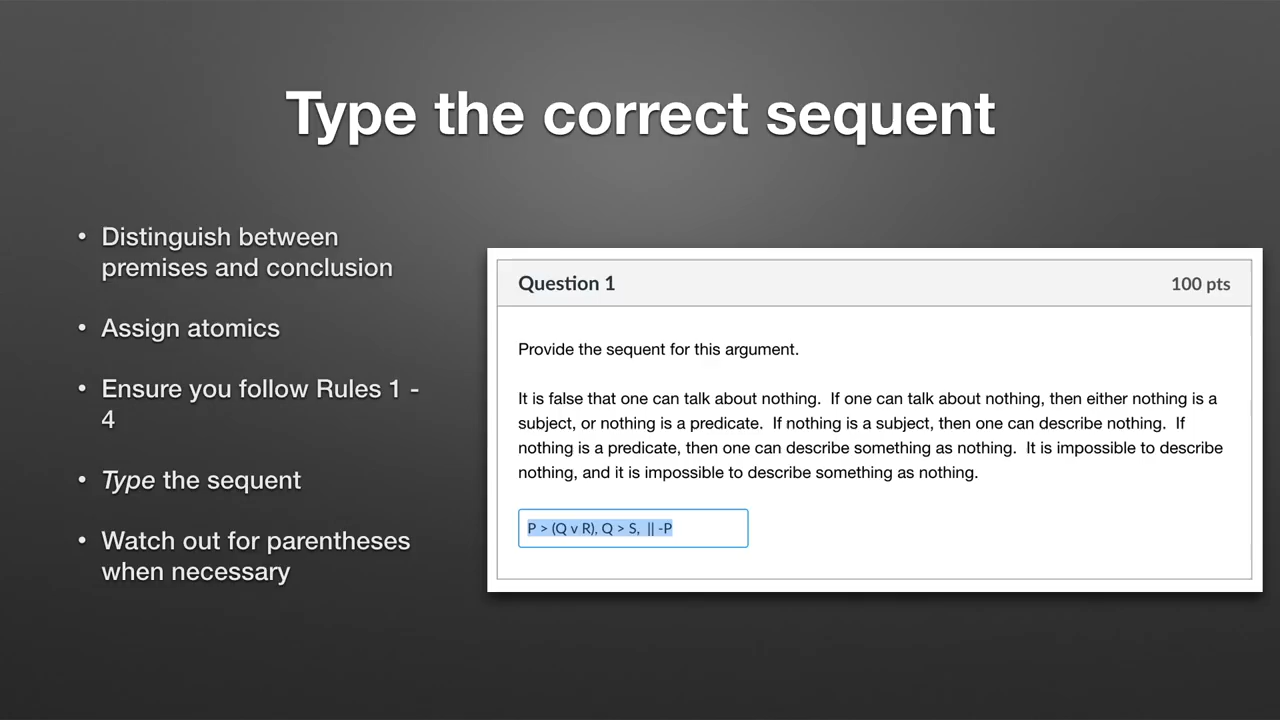 Type the correct sequent
• Distinguish between
premises and conclusion
• Assign atomics
• Ensure you follow Rules 1 -
4
• Type the sequent
• Watch out for parentheses
when necessary
Question 1
100 pts
Provide the sequent for this argument.
It is false that one can talk about nothing.  If one can talk about nothing, then either nothing is a
subject, or nothing is a predicate.  If nothing is a subject, then one can describe nothing.  If
nothing is a predicate, then one can describe something as nothing.  It is impossible to describe
nothing, and it is impossible to describe something as nothing.
P > (Q v R), Q > S,  || -P